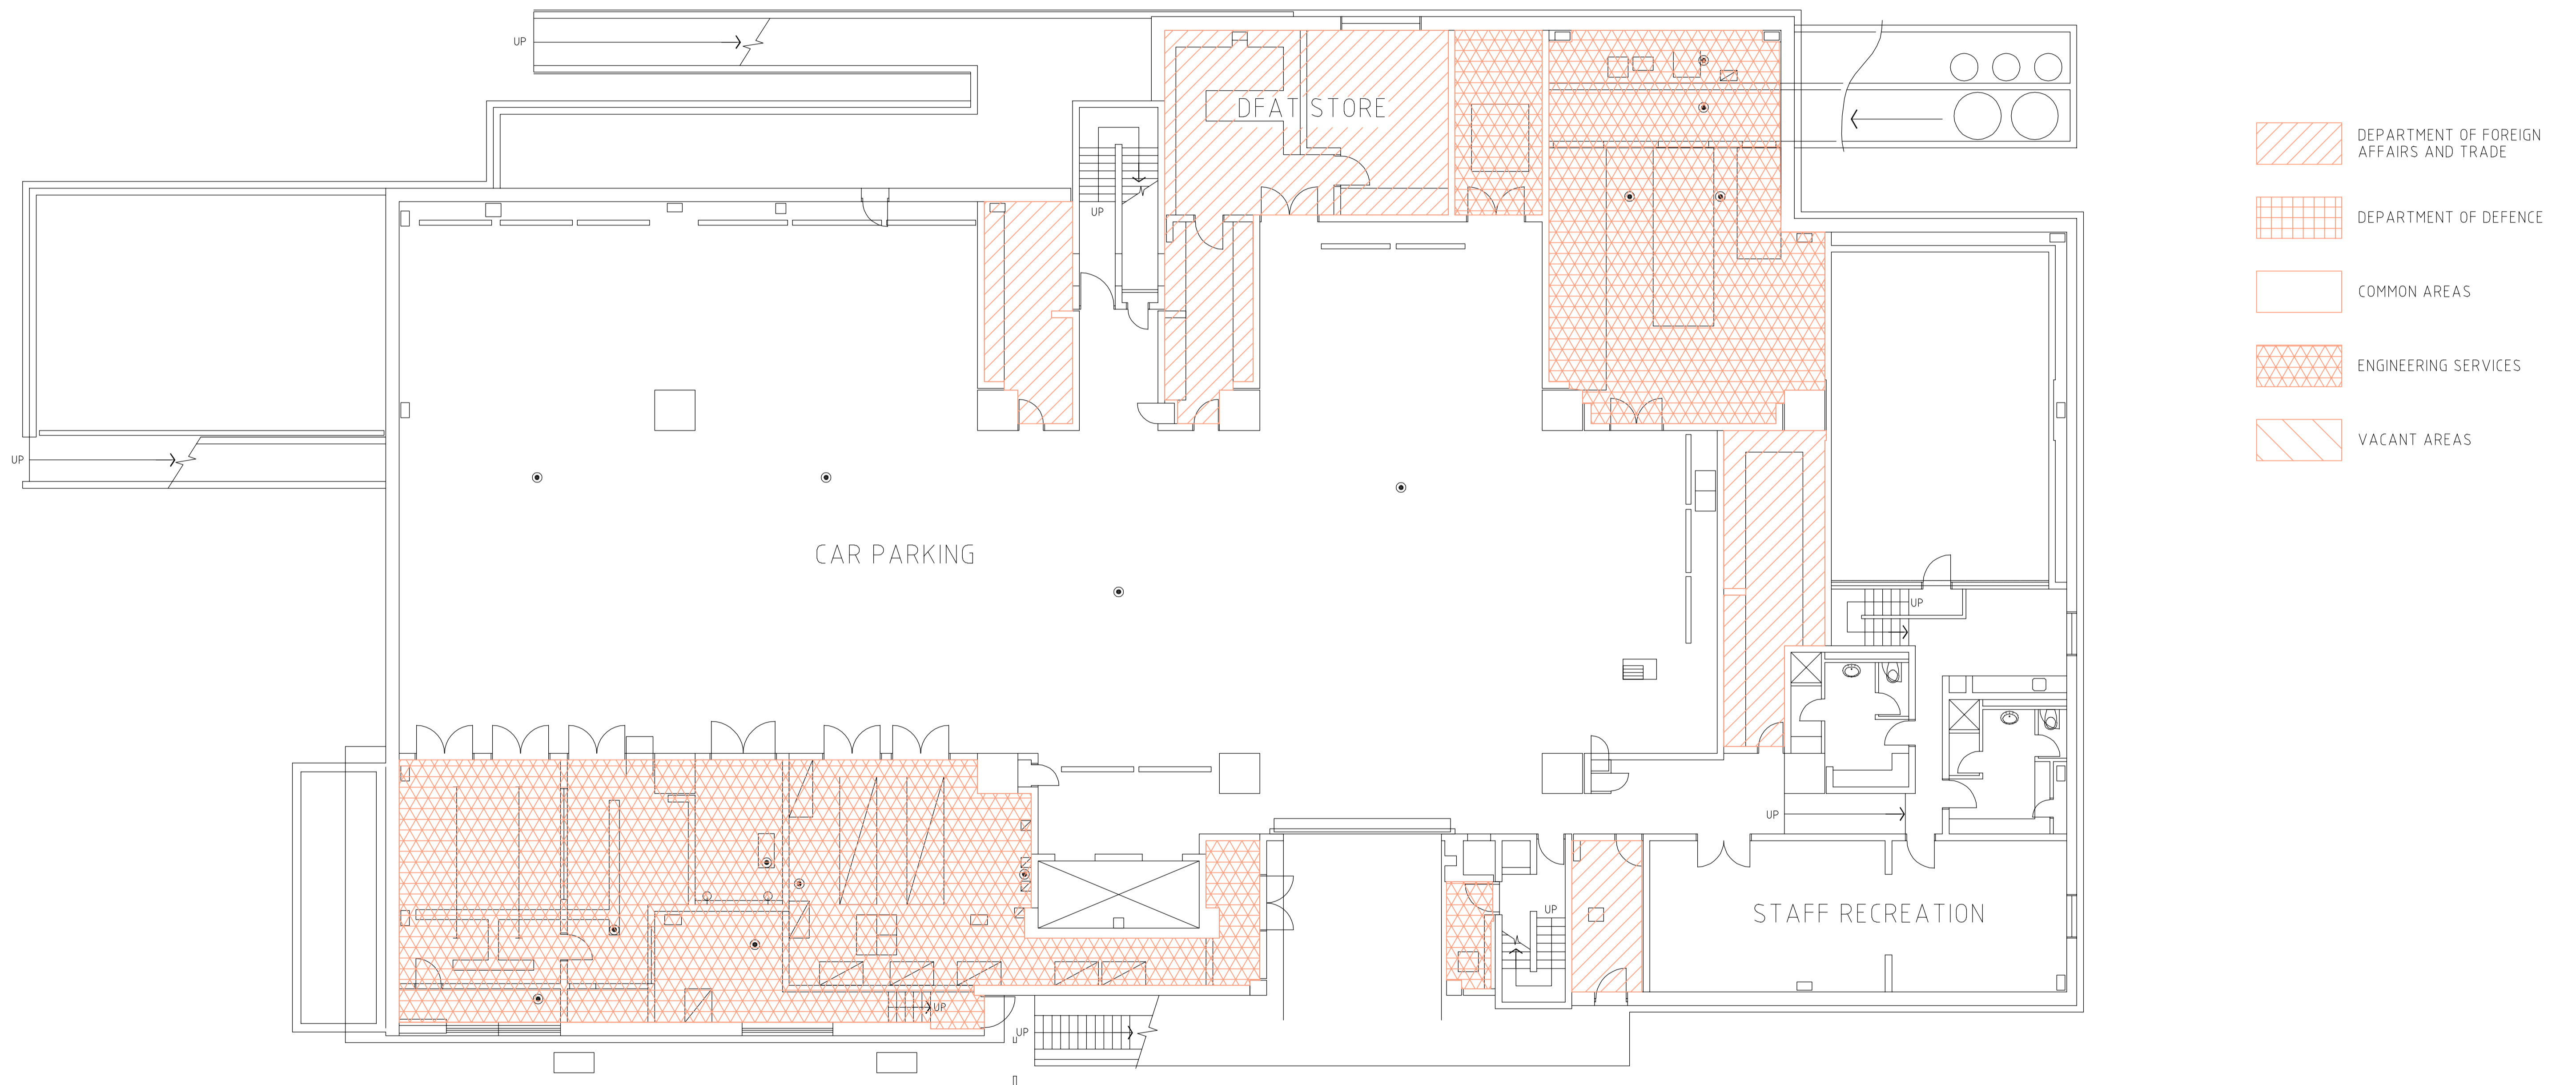 UP
DFAT STORE
DEPARTMENT OF FOREIGN
AFFAIRS AND TRADE
UP
DEPARTMENT OF DEFENCE
COMMON AREAS
ENGINEERING SERVICES
VACANT AREAS
UP
CAR PARKING
UP
UP
UP
STAFF RECREATION
UP
UP